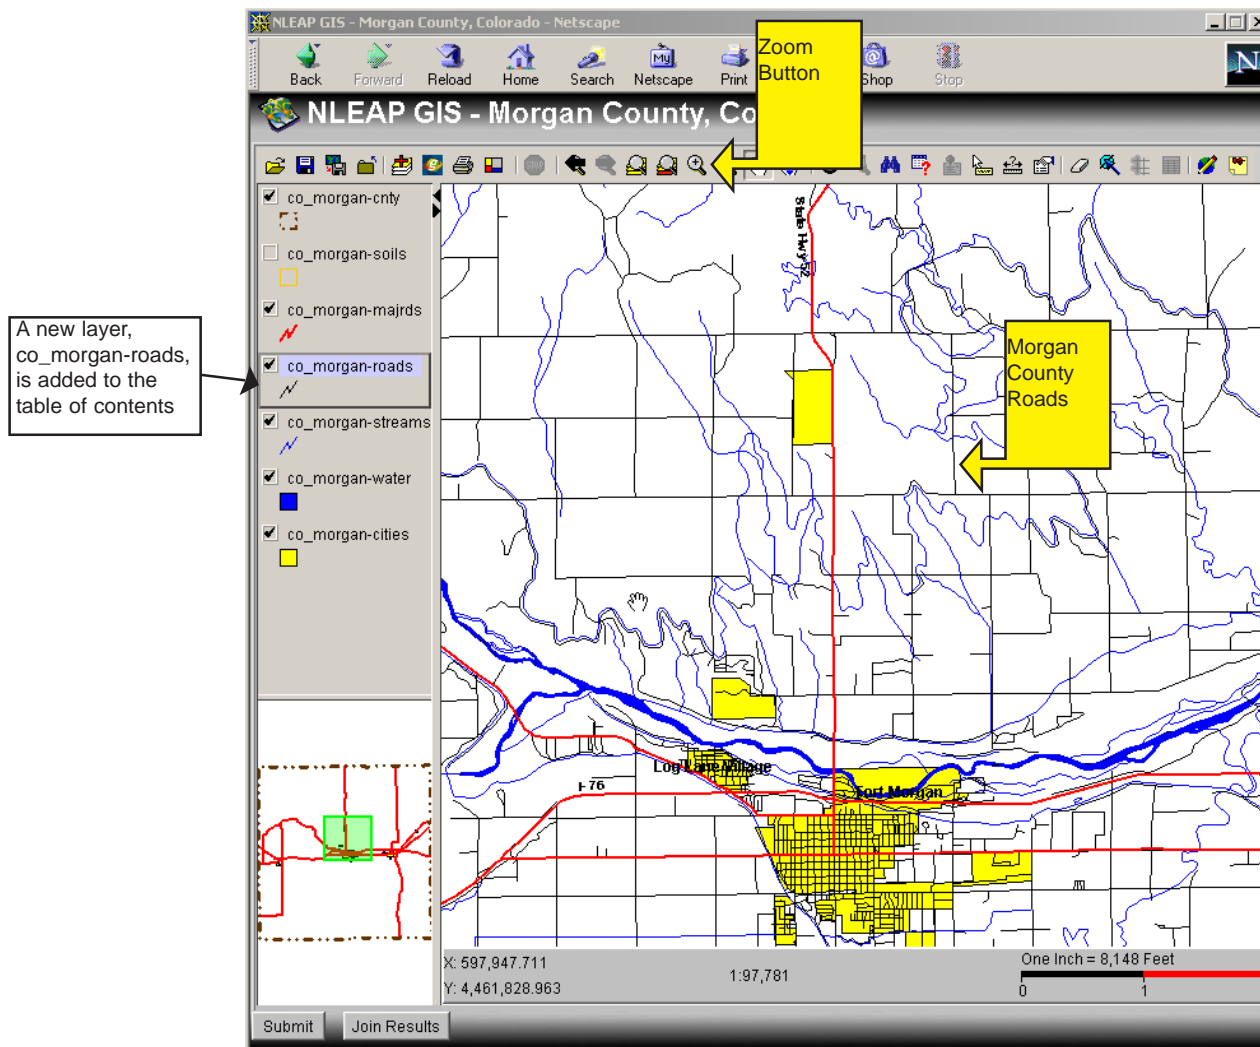 NLEAP GIS - Morgan County, Colorado - Netscape
Back
Forward
Reload
Home
Search
Netscape
Print
Shop
Stop
My
N
Zoom
Button
NLEAP GIS - Morgan County, Co
STOP
co_morgan-cnty
co_morgan-soils
co_morgan-majrds
co_morgan-roads
co_morgan-streams
co_morgan-water
co_morgan-cities
A new layer,
co_morgan-roads,
is added to the
table of contents
State Hwy 52
Morgan
County
Roads
Log Lane Village
I-76
Fort Morgan
X: 597,947.711
Y: 4,461,828.963
1:97,781
One Inch = 8,148 Feet
0 1
Submit
Join Results